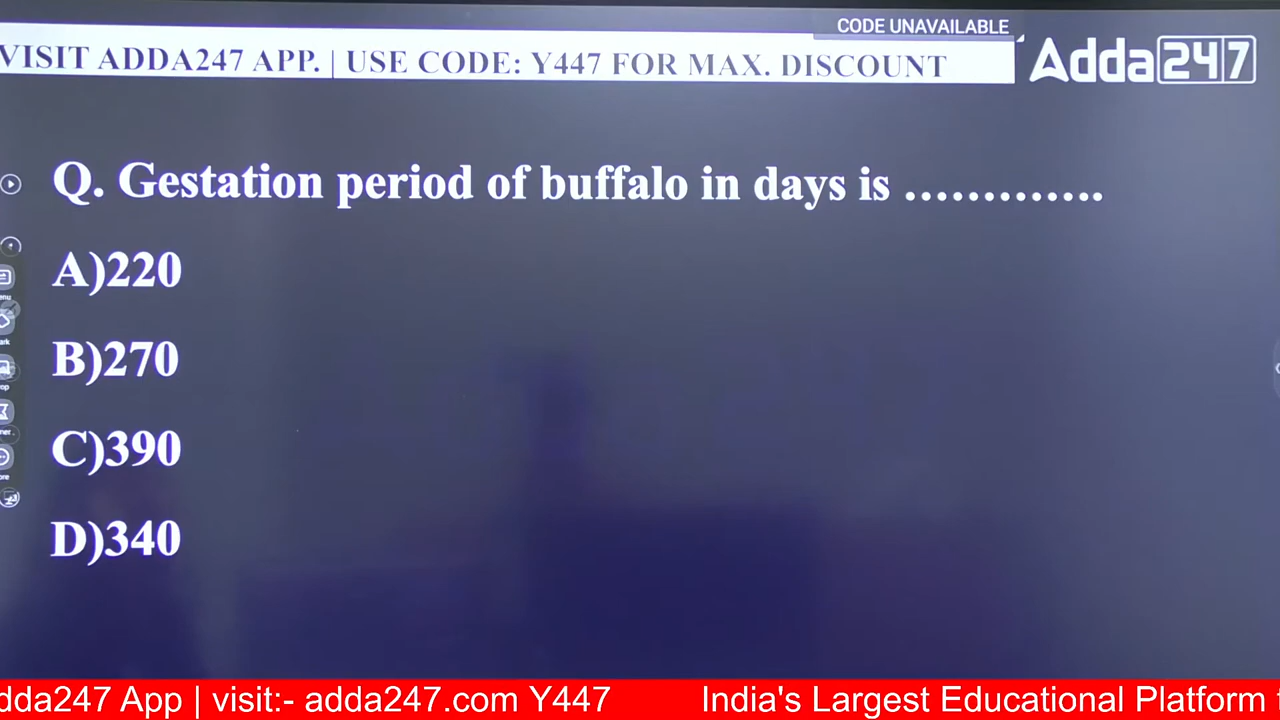 CODE UNAVAILABLE
VISIT ADDA247 APP. | USE CODE: Y447 FOR MAX. DISCOUNT
Adda247
Q. Gestation period of buffalo in days is .............
A)220
B)270
C)390
D)340
dda247 App | visit:- adda247.com Y447 India's Largest Educational Platform